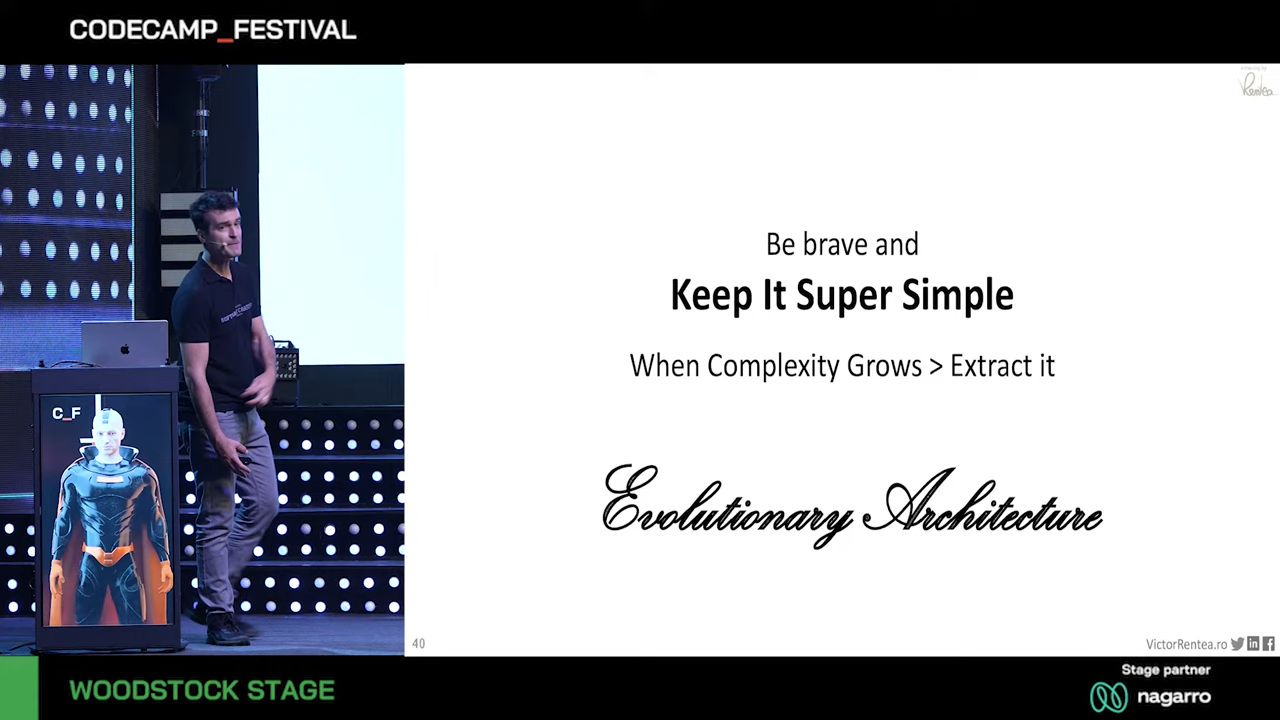 CODECAMP_FESTIVAL
Rentea
Be brave and
Keep It Super Simple
When Complexity Grows > Extract it
Evolutionary Architecture
C_F
40
VictorRentea.ro
WOODSTOCK STAGE
Stage partner
nagarro